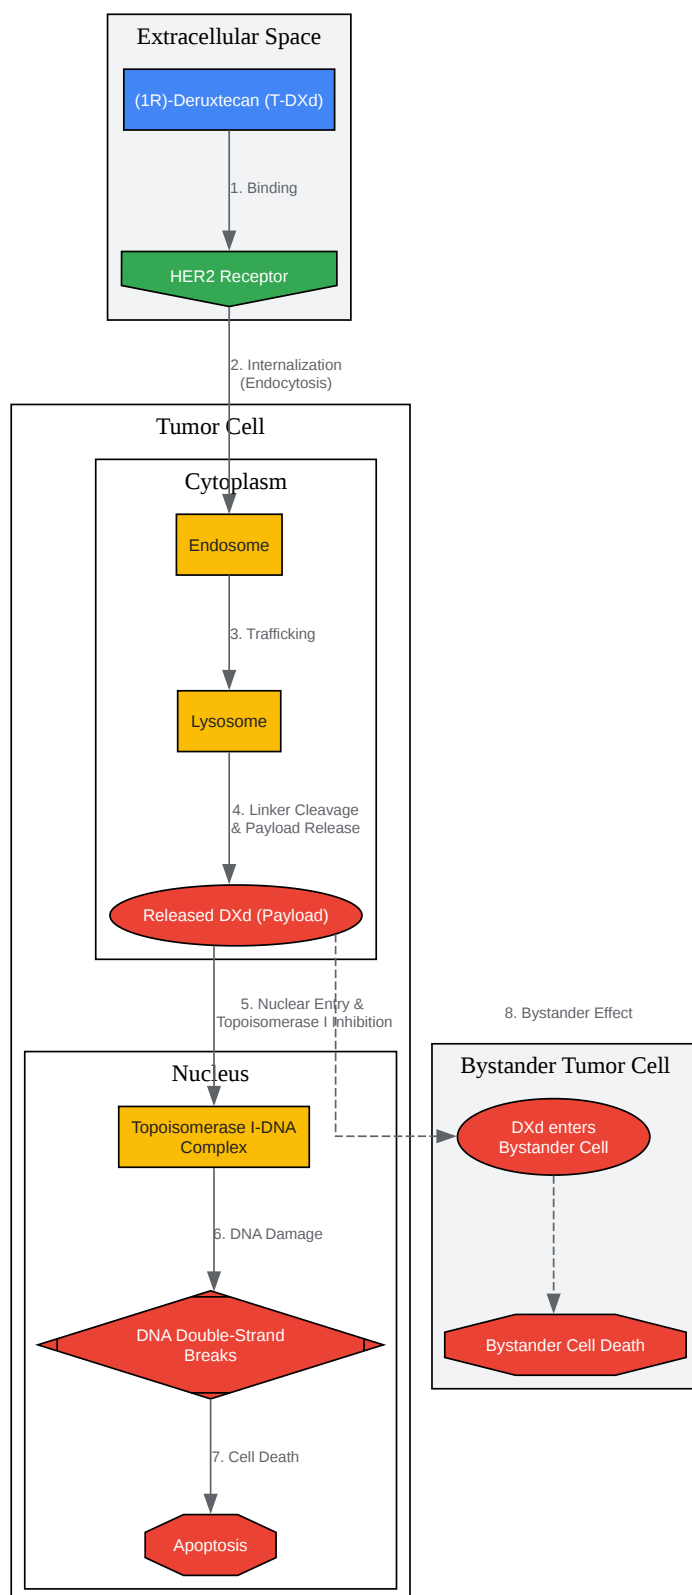 Extracellular Space
(1R)-Deruxtecan (T-DXd)
1. Binding
HER2 Receptor
2. Internalization
(Endocytosis)
Tumor Cell
Cytoplasm
Endosome
3. Trafficking
Lysosome
4. Linker Cleavage
& Payload Release
Released DXd (Payload)
5. Nuclear Entry &
Topoisomerase I Inhibition
8. Bystander Effect
Nucleus
Bystander Tumor Cell
Topoisomerase I-DNA
Complex
DXd enters
Bystander Cell
6. DNA Damage
DNA Double-Strand
Breaks
Bystander Cell Death
7. Cell Death
Apoptosis